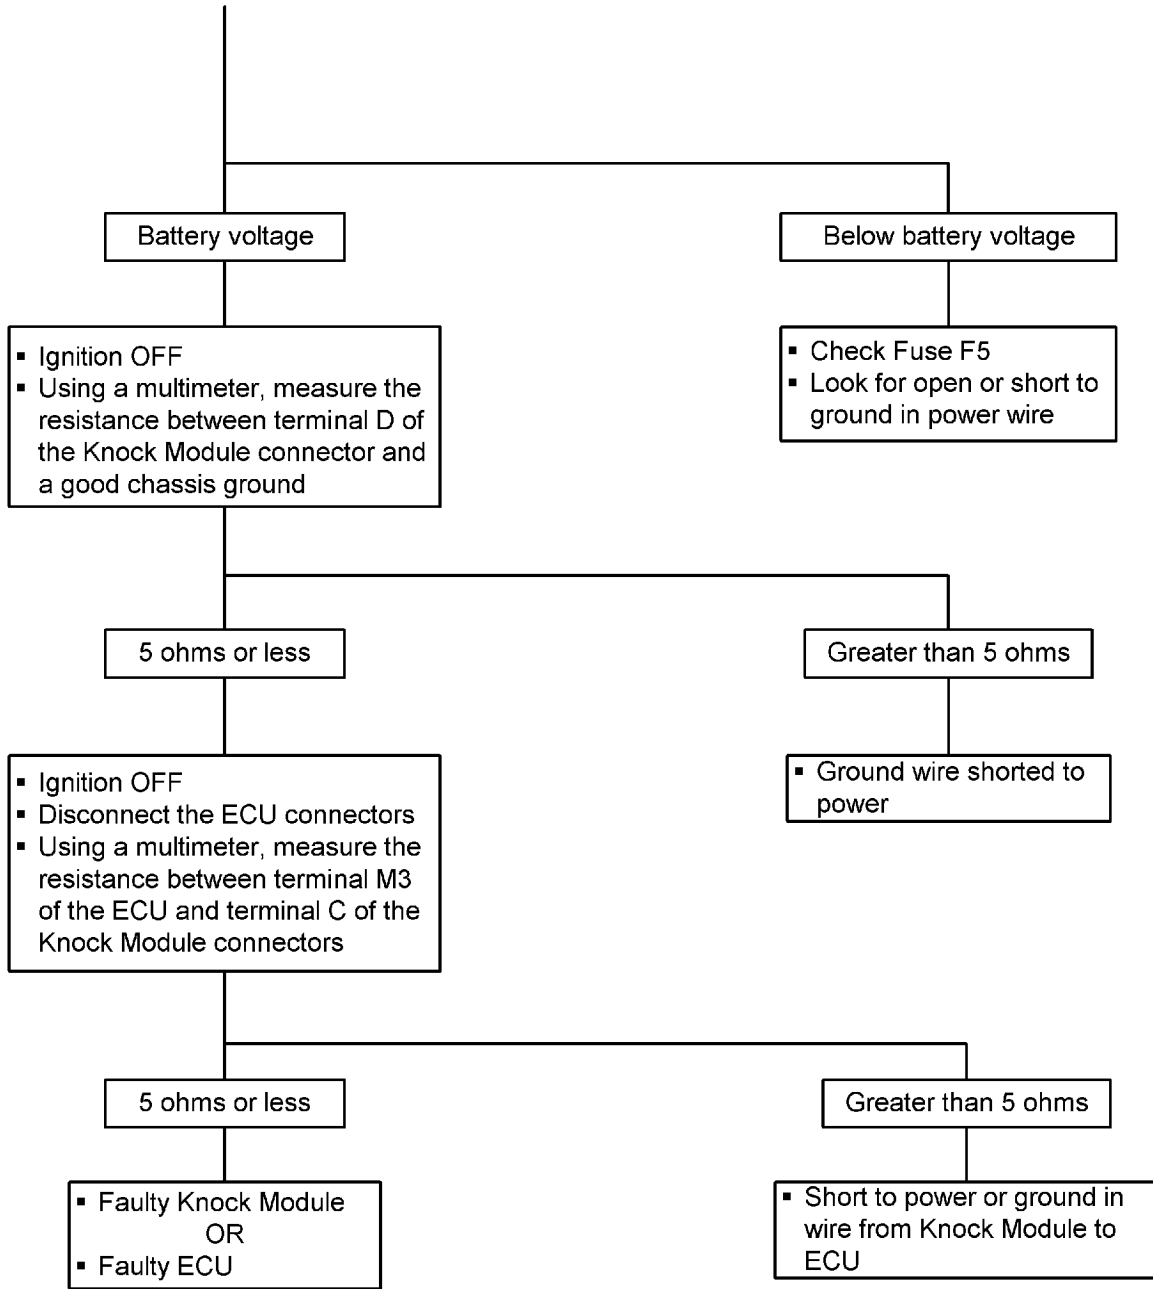 Battery voltage
Below battery voltage
▪ Ignition OFF
▪ Using a multimeter, measure the
resistance between terminal D of
the Knock Module connector and
a good chassis ground
▪ Check Fuse F5
▪ Look for open or short to
ground in power wire
5 ohms or less
Greater than 5 ohms
▪ Ignition OFF
▪ Disconnect the ECU connectors
▪ Using a multimeter, measure the
resistance between terminal M3
of the ECU and terminal C of the
Knock Module connectors
▪ Ground wire shorted to
power
5 ohms or less
Greater than 5 ohms
▪ Faulty Knock Module
OR
▪ Faulty ECU
▪ Short to power or ground in
wire from Knock Module to
ECU